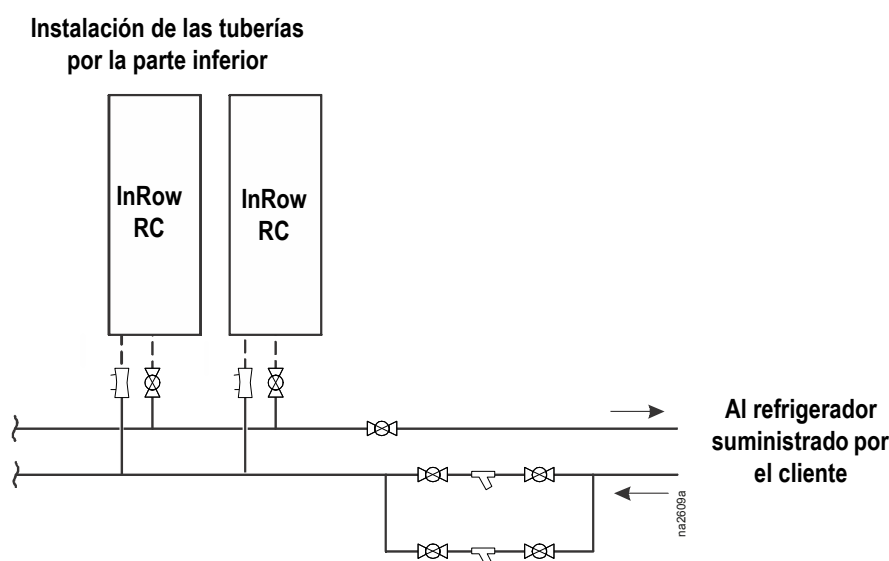 Instalación de las tuberías
por la parte inferior
InRow
RC
InRow
RC
Al refrigerador
suministrado por
el cliente
na2609a